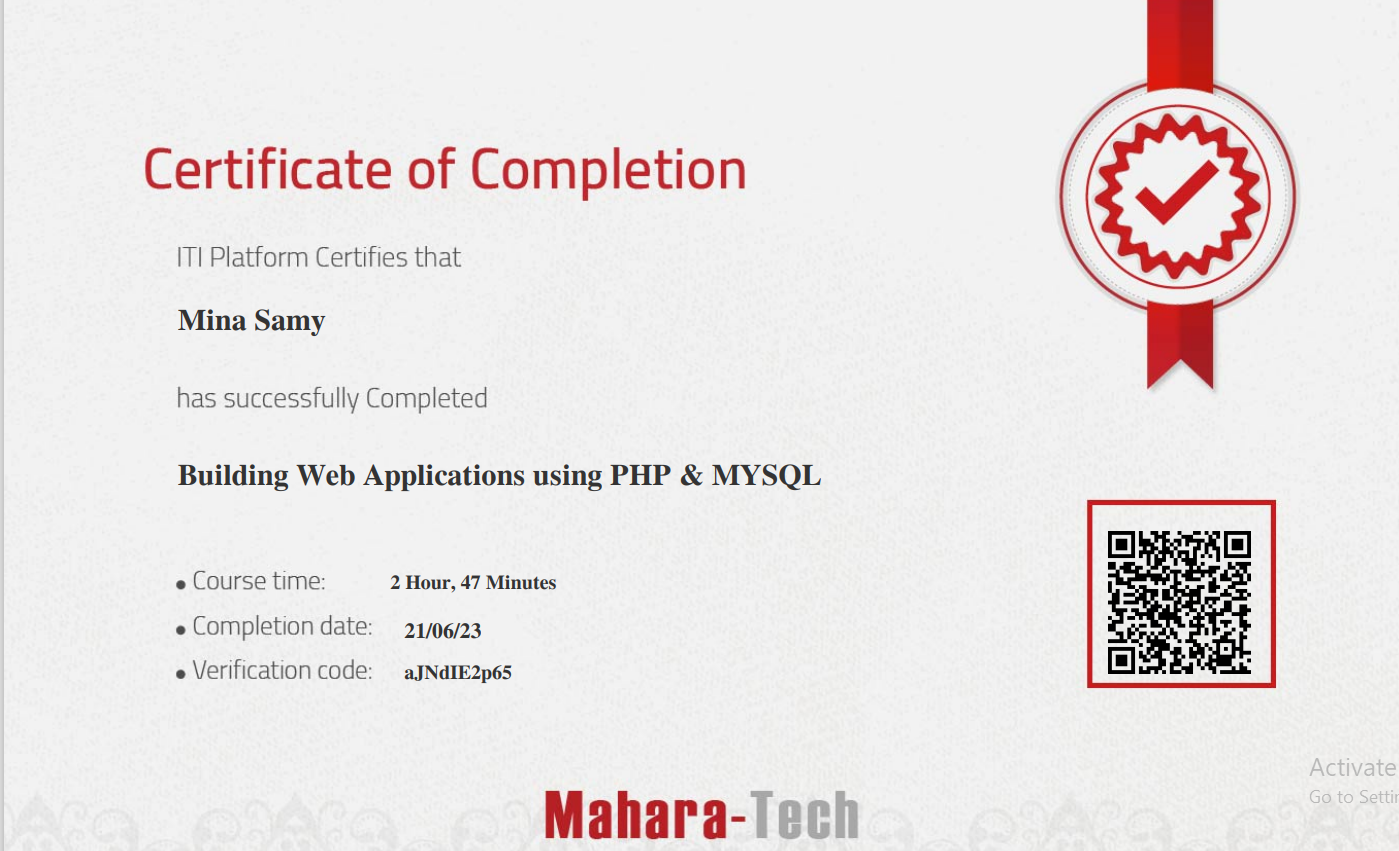 Certificate of Completion
ITI Platform Certifies that
Mina Samy
has successfully Completed
Building Web Applications using PHP & MYSQL
Course time: 2 Hour, 47 Minutes
Completion date: 21/06/23
Verification code: aJNdIE2p65
Activate
Go to Settin
Mahara-Tech